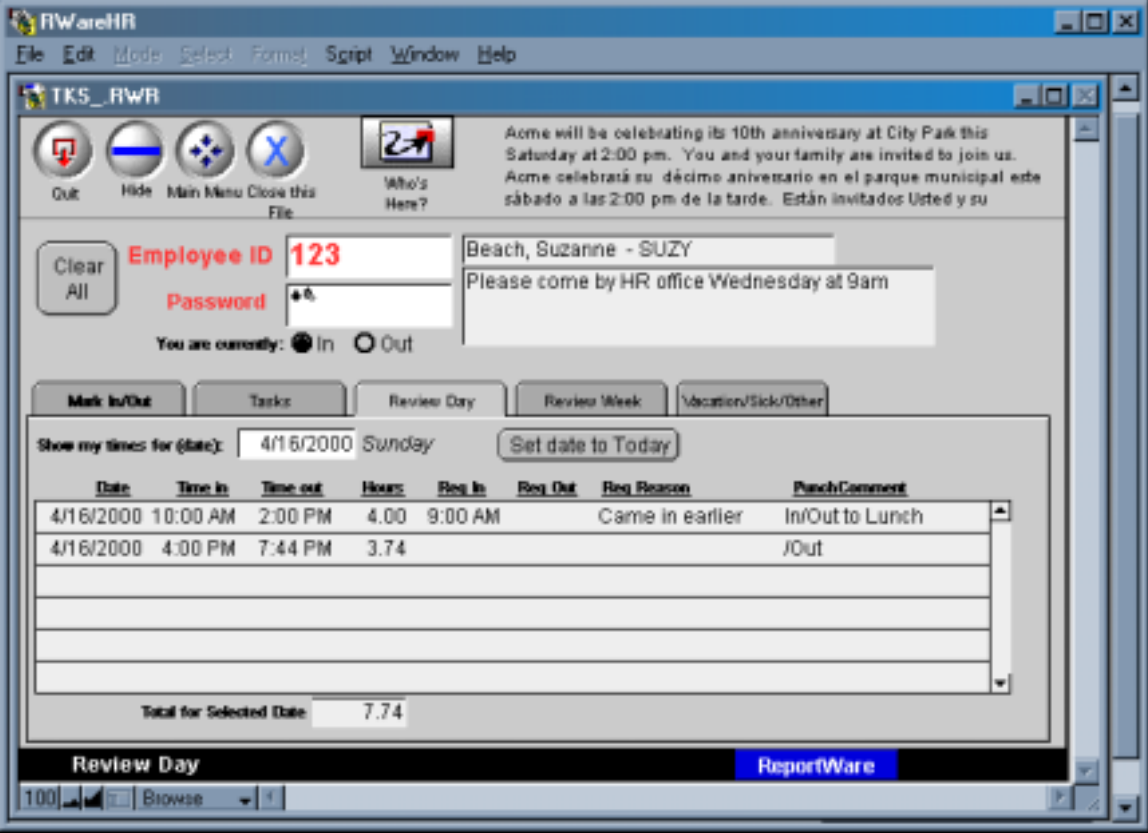 RWareHR
File Edit Mode Select Format Script Window Help
TKS_.RWR
Quit Hide Main Menu Close this File
Who's Here?
Acme will be celebrating its 10th anniversary at City Park this
Saturday at 2:00 pm. You and your family are invited to join us.
Acme celebrará su décimo aniversario en el parque municipal este
sábado a las 2:00 pm de la tarde. Están invitados Usted y su
Clear All
Employee ID 123
Beach, Suzanne - SUZY
Password
Please come by HR office Wednesday at 9am
You are currently: In Out
Mark In/Out Tasks Review Day Review Week Vacation/Sick/Other
Show my times for (date): 4/16/2000 Sunday Set date to Today
Date Time in Time out Hours Req In Req Out Req Reason PunchComment
4/16/2000 10:00 AM 2:00 PM 4.00 9:00 AM Came in earlier In/Out to Lunch
4/16/2000 4:00 PM 7:44 PM 3.74 /Out
Total for Selected Date 7.74
Review Day ReportWare
100 Browse